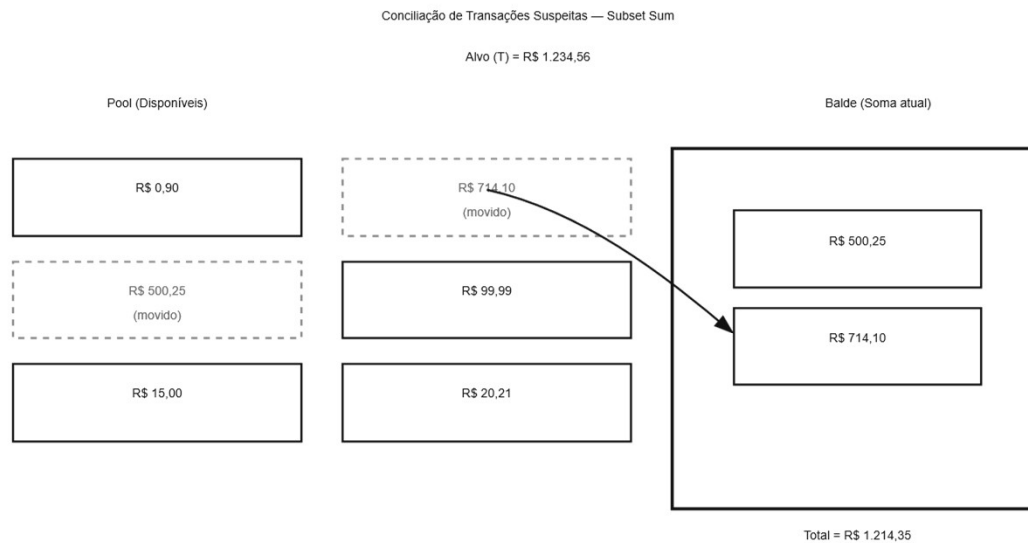 Conciliação de Transações Suspeitas — Subset Sum
Alvo (T) = R$ 1.234,56
Pool (Disponíveis)
Balde (Soma atual)
R$ 0,90
R$ 714,10
(movido)
R$ 500,25
(movido)
R$ 99,99
R$ 15,00
R$ 20,21
R$ 500,25
R$ 714,10
Total = R$ 1.214,35